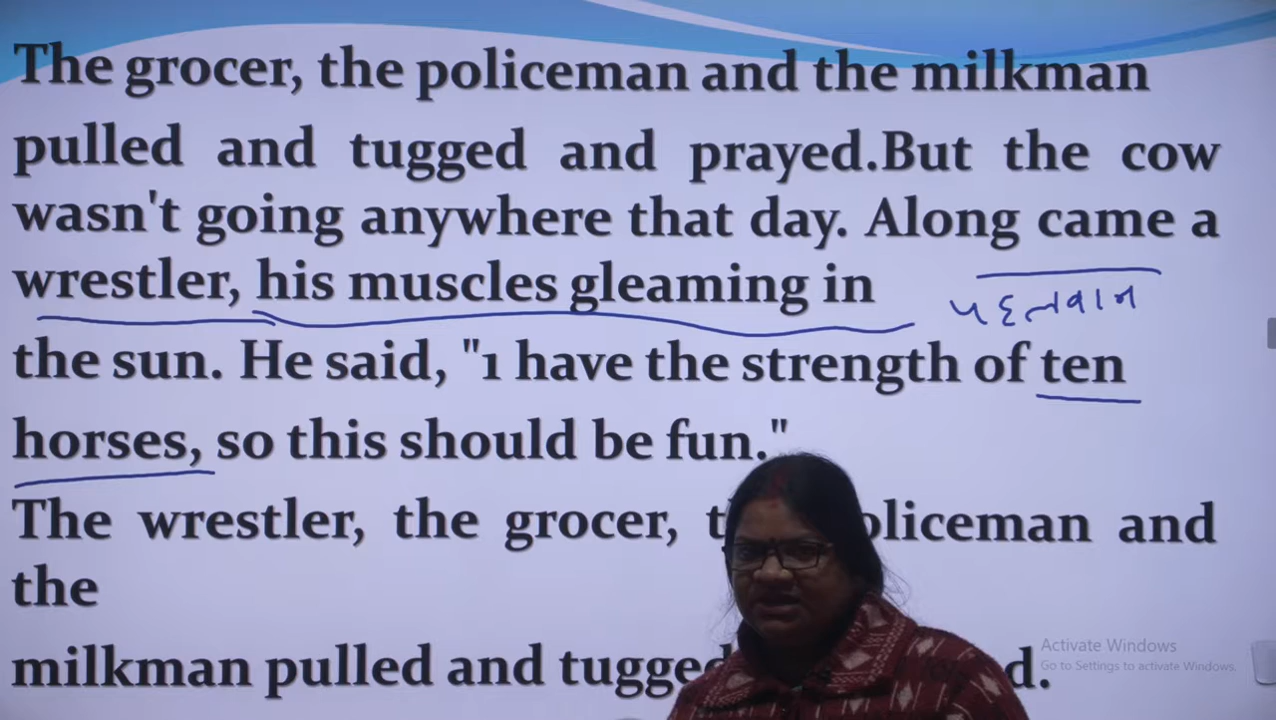 The grocer, the policeman and the milkman
pulled and tugged and prayed.But the cow
wasn't going anywhere that day. Along came a
wrestler, his muscles gleaming in
पहलवान
the sun. He said, "1 have the strength of ten
horses, so this should be fun."
The wrestler, the grocer, policeman and
the
milkman pulled and tugged
Activate Windows
Go to Settings to activate Windows.